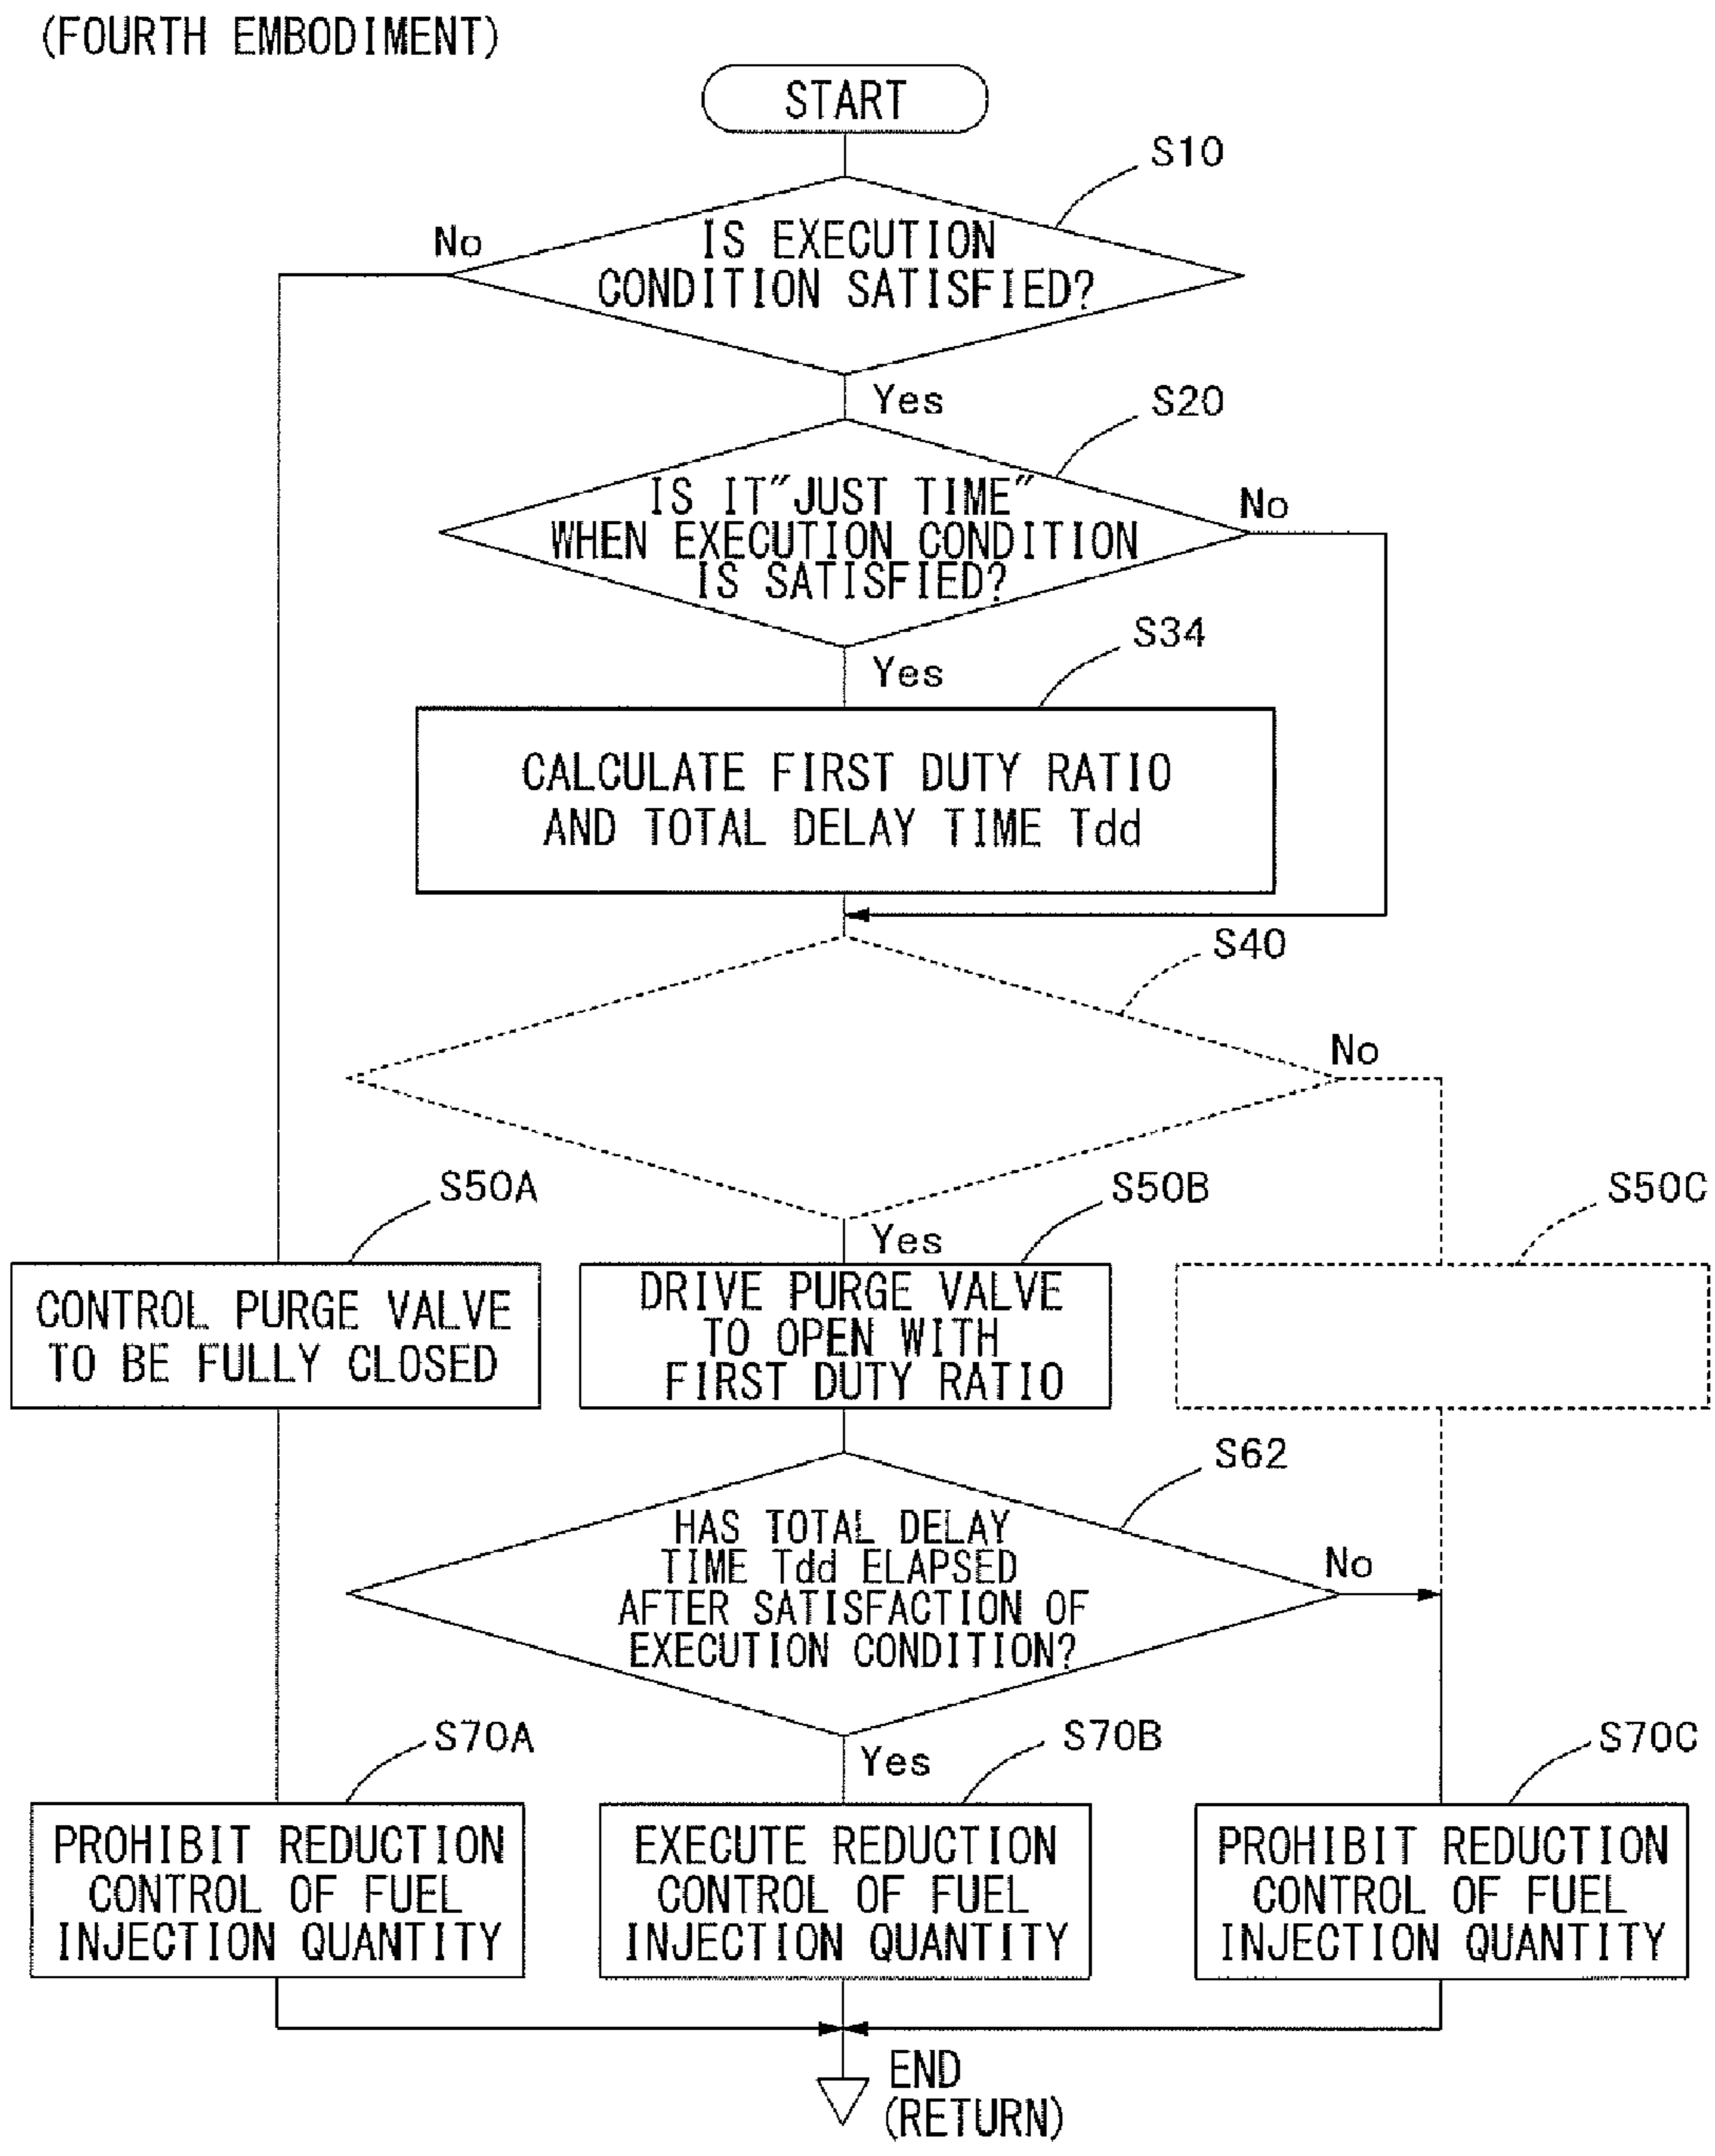 (FOURTH EMBODIMENT)
START
S10
No
IS EXECUTION
CONDITION SATISFIED?
Yes
S20
IS IT"JUST TIME"
WHEN EXECUTION CONDITION
IS SATISFIED?
No
Yes
S34
CALCULATE FIRST DUTY RATIO
AND TOTAL DELAY TIME Tdd
S40
No
Yes
S50A
CONTROL PURGE VALVE
TO BE FULLY CLOSED
S50B
DRIVE PURGE VALVE
TO OPEN WITH
FIRST DUTY RATIO
S50C
S62
HAS TOTAL DELAY
TIME Tdd ELAPSED
AFTER SATISFACTION OF
EXECUTION CONDITION?
No
Yes
S70A
PROHIBIT REDUCTION
CONTROL OF FUEL
INJECTION QUANTITY
S70B
EXECUTE REDUCTION
CONTROL OF FUEL
INJECTION QUANTITY
S70C
PROHIBIT REDUCTION
CONTROL OF FUEL
INJECTION QUANTITY
END
(RETURN)